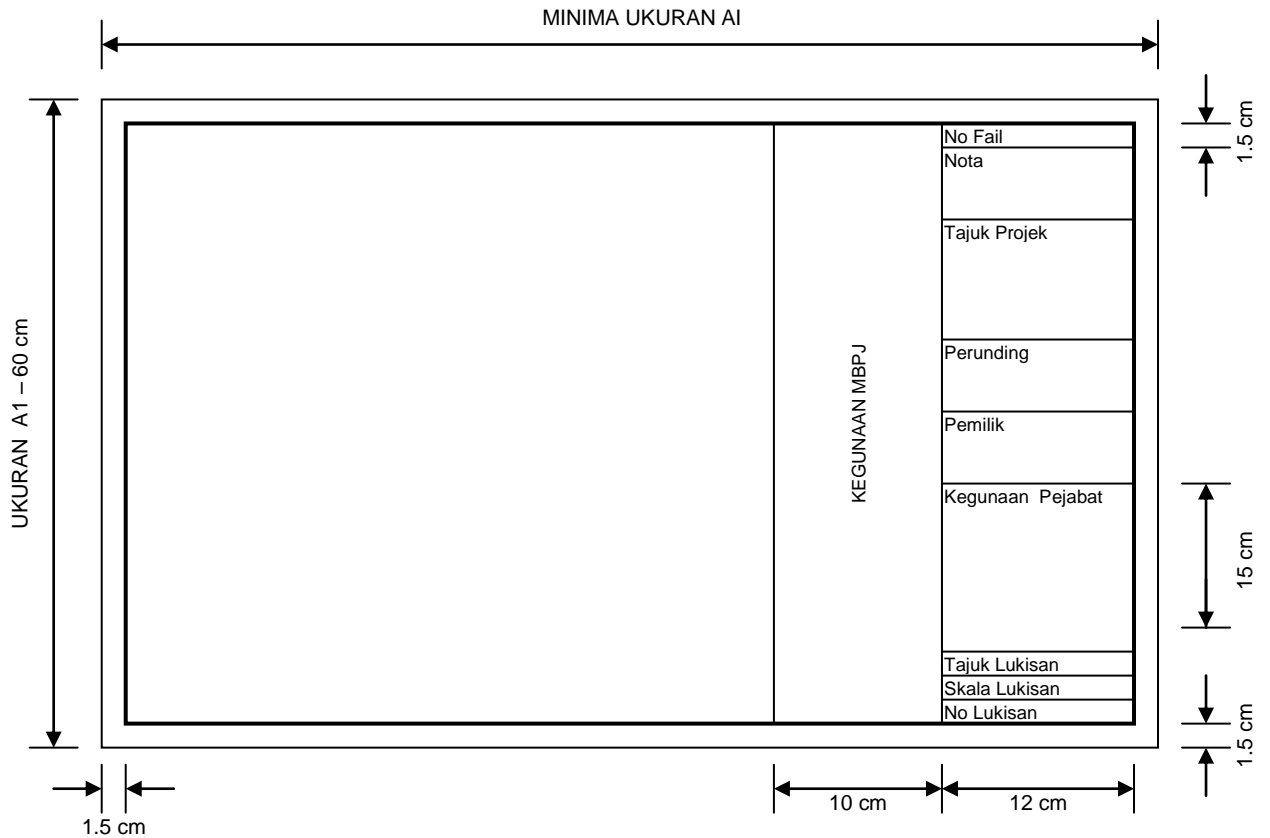 MINIMA UKURAN AI
1.5 cm
No Fail
Nota
Tajuk Projek
UKURAN A1 – 60 cm
KEGUNAAN MBPJ
Perunding
Pemilik
Kegunaan Pejabat
15 cm
Tajuk Lukisan
Skala Lukisan
No Lukisan
1.5 cm
10 cm
12 cm
1.5 cm